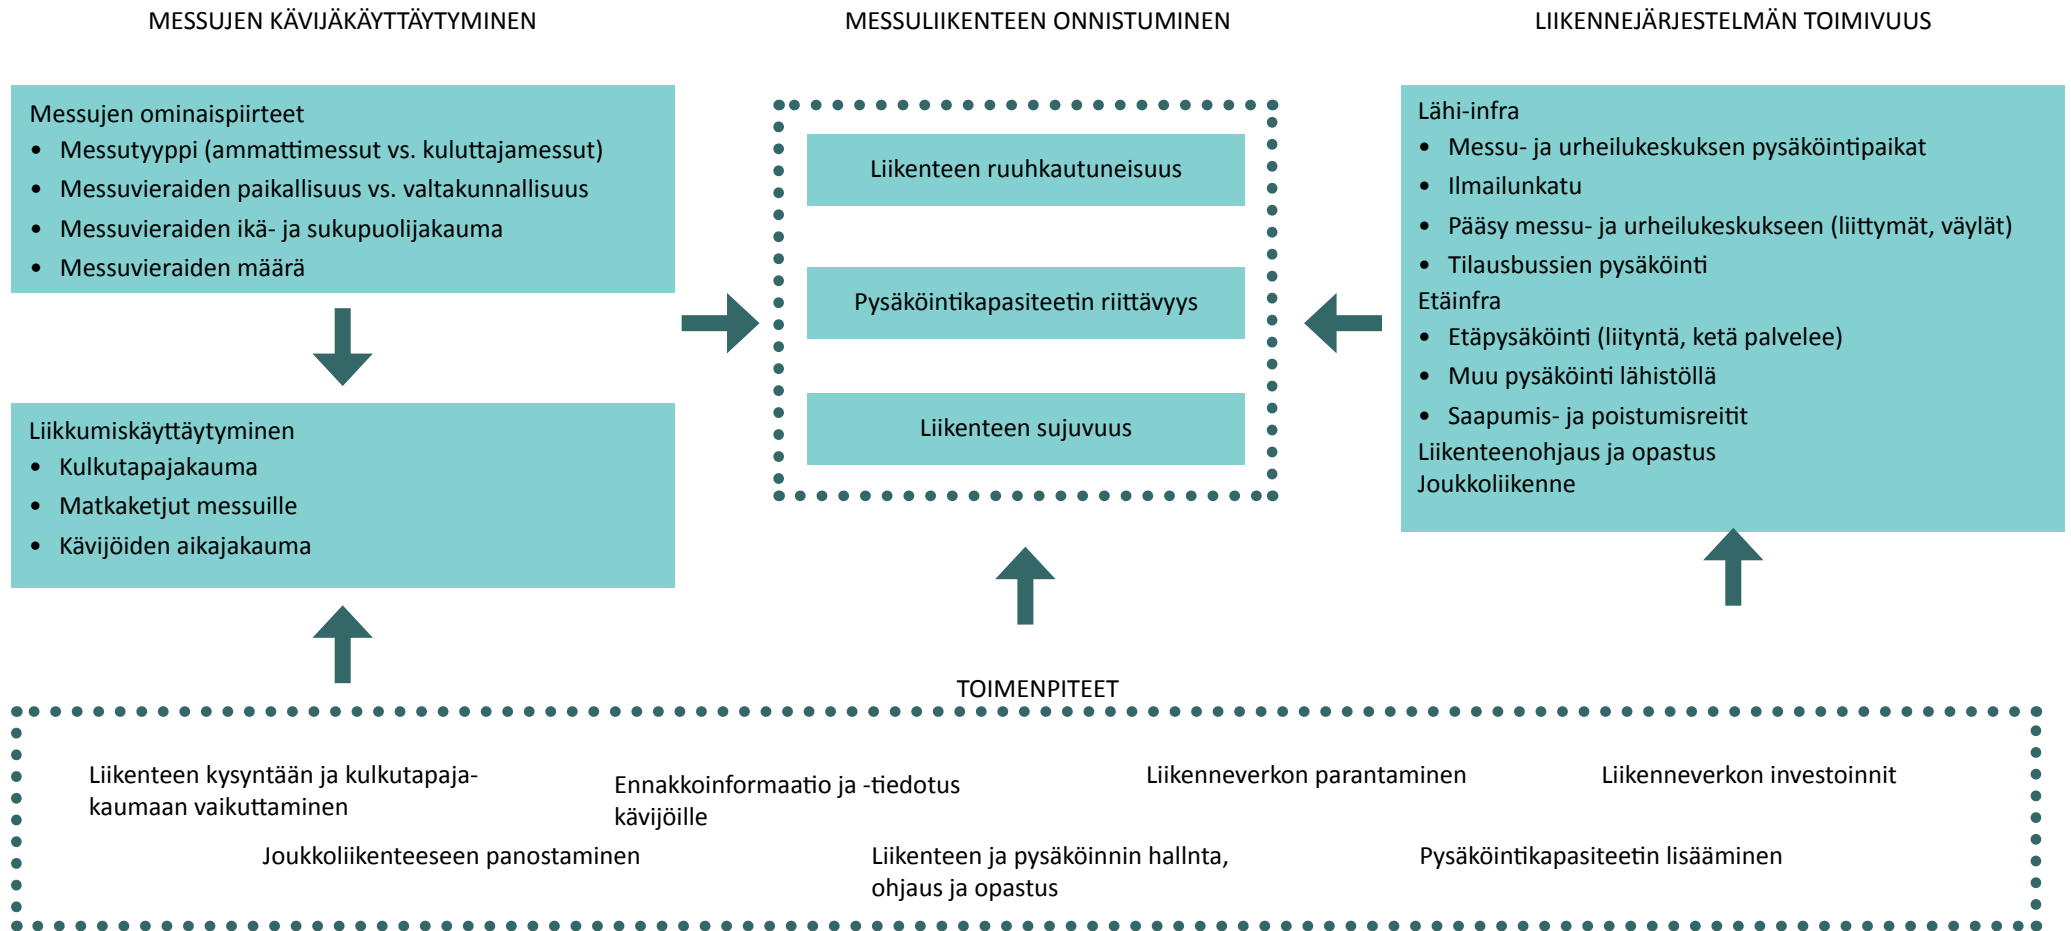 MESSUJEN KÄVIJÄKÄYTTÄYTYMINEN
Messujen ominaispiirteet
• Messutyyppi (ammattimessut vs. kuluttajamessut)
• Messuvieraiden paikallisuus vs. valtakunnallisuus
• Messuvieraiden ikä- ja sukupuolijakauma
• Messuvieraiden määrä
Liikkumiskäyttäytyminen
• Kulkutapajakauma
• Matkaketjut messuille
• Kävijöiden aikajakauma
MESSULIIKENTEEN ONNISTUMINEN
Liikenteen ruuhkautuneisuus
Pysäköintikapasiteetin riittävyys
Liikenteen sujuvuus
LIIKENNEJÄRJESTELMÄN TOIMIVUUS
Lähi-infra
• Messu- ja urheilukeskuksen pysäköintipaikat
• Ilmailunkatu
• Pääsy messu- ja urheilukeskukseen (liittymät, väylät)
• Tilausbussien pysäköinti
Etäinfra
• Etäpysäköinti (liityntä, ketä palvelee)
• Muu pysäköinti lähistöllä
• Saapumis- ja poistumisreitit
Liikenteenohjaus ja opastus
Joukkoliikenne
TOIMENPITEET
Liikenteen kysyntään ja kulkutapaja-
kaumaan vaikuttaminen
Ennakkoinformaatio ja -tiedotus
kävijöille
Liikenneverkon parantaminen
Liikenneverkon investoinnit
Joukkoliikenteeseen panostaminen
Liikenteen ja pysäköinnin hallnta,
ohjaus ja opastus
Pysäköintikapasiteetin lisääminen